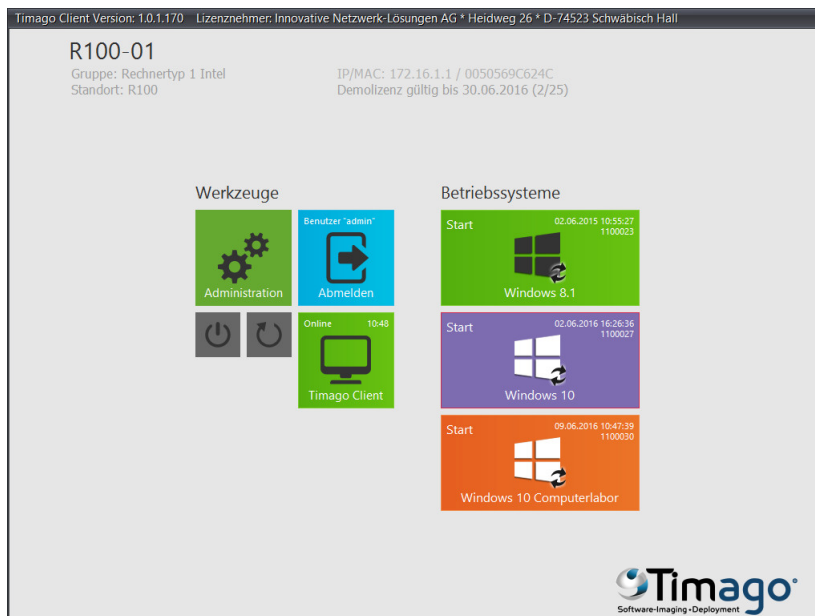 Timago Client Version: 1.0.1.170 Lizenznehmer: Innovative Netzwerk-Lösungen AG * Heidweg 26 * D-74523 Schwäbisch Hall
R100-01
Gruppe: Rechnertyp 1 Intel
Standort: R100
IP/MAC: 172.16.1.1 / 0050569C624C
Demolizenz gültig bis 30.06.2016 (2/25)
Werkzeuge
Administration
Benutzer "admin"
Abmelden
Online 10:48
Timago Client
Betriebssysteme
Start 02.06.2015 10:55:27
1100023
Windows 8.1
Start 02.06.2016 16:26:36
1100027
Windows 10
Start 09.06.2016 10:47:39
1100030
Windows 10 Computerlabor
Timago
Software-Imaging•Deployment